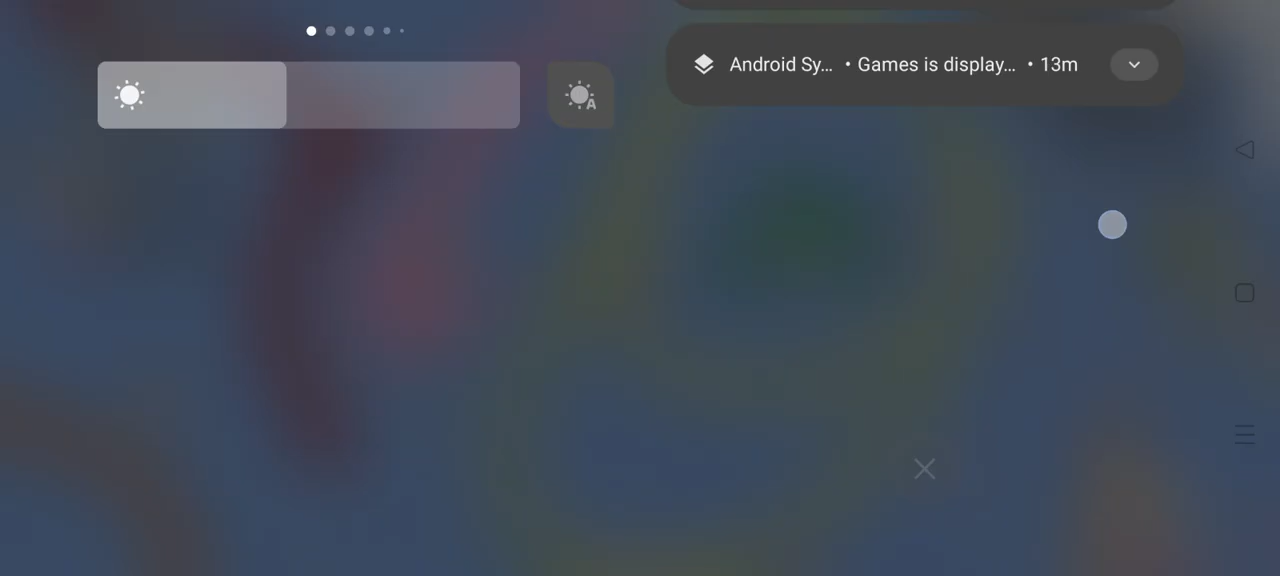 Android Sy... • Games is display... • 13m
A